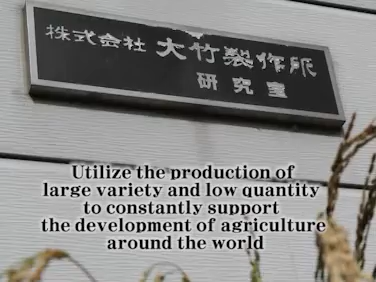 株式会社 大竹製作所
研究室
Utilize the production of
large variety and low quantity
to constantly support
the development of agriculture
around the world